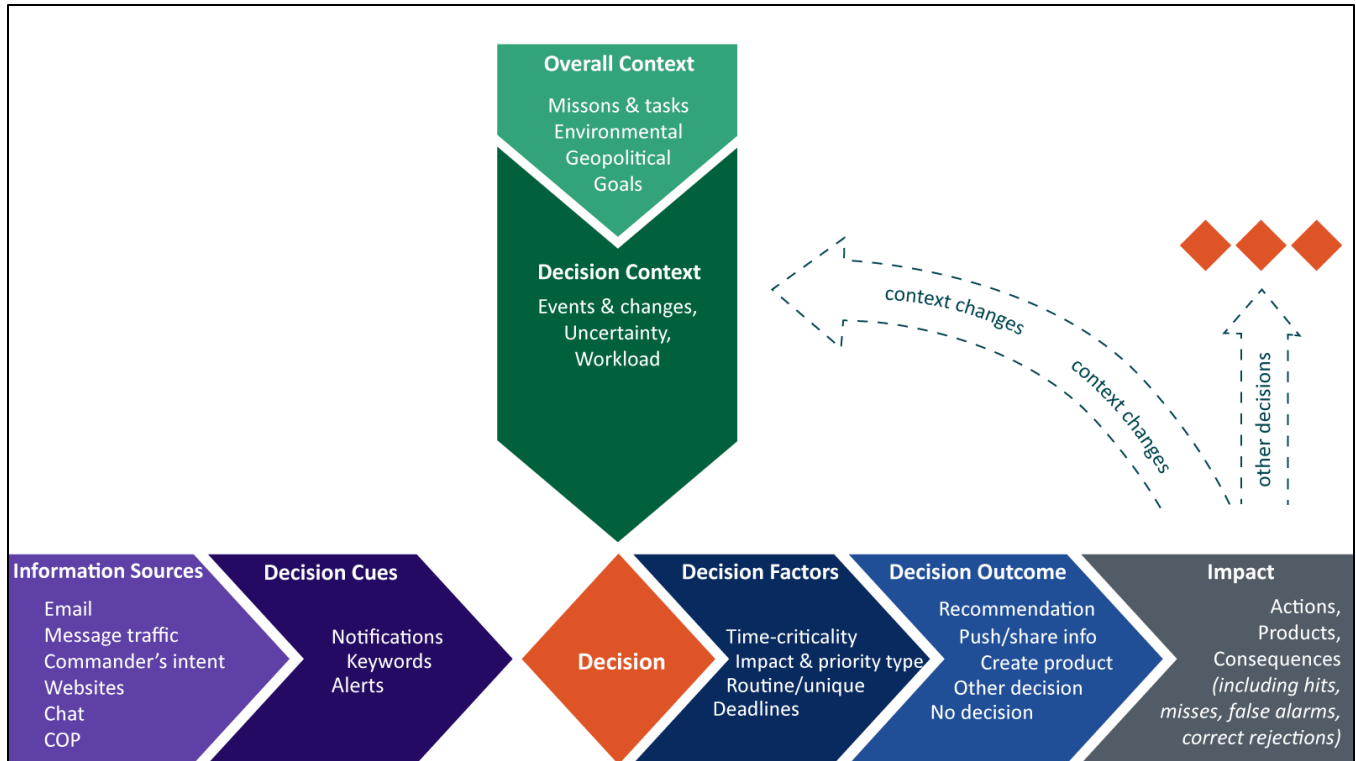 Overall Context
Missons & tasks
Environmental
Geopolitical
Goals
Decision Context
Events & changes,
Uncertainty,
Workload
context changes
context changes
other decisions
Information Sources
Email
Message traffic
Commander's intent
Websites
Chat
COP
Decision Cues
Notifications
Keywords
Alerts
Decision
Decision Factors
Time-criticality
Impact & priority type
Routine/unique
Deadlines
Decision Outcome
Recommendation
Push/share info
Create product
Other decision
No decision
Impact
Actions,
Products,
Consequences
(including hits,
misses, false alarms,
correct rejections)